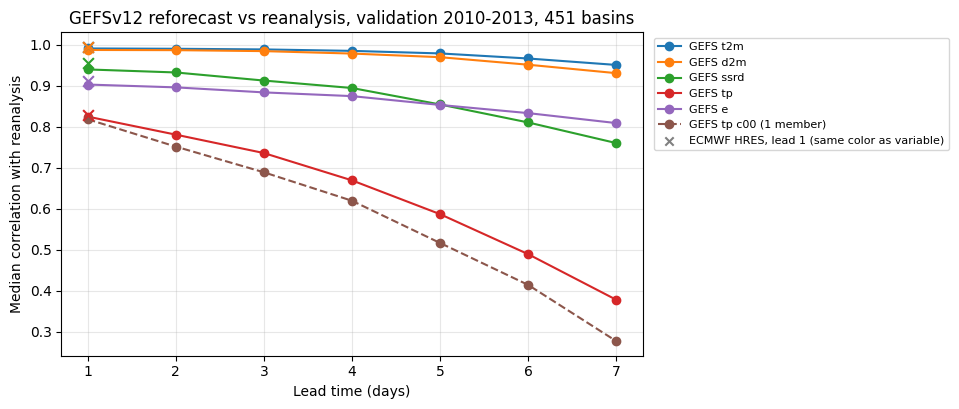 GEFSv12 reforecast vs reanalysis, validation 2010-2013, 451 basins
1.0
0.9
0.8
0.7
0.6
0.5
0.4
0.3
Median correlation with reanalysis
1 2 3 4 5 6 7
Lead time (days)
GEFS t2m
GEFS d2m
GEFS ssrd
GEFS tp
GEFS e
GEFS tp c00 (1 member)
ECMWF HRES, lead 1 (same color as variable)